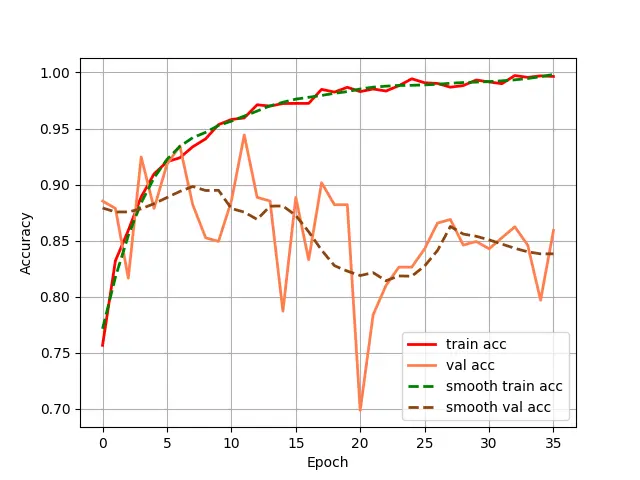 1.00
0.95
0.90
0.85
0.80
0.75
0.70
Accuracy
train acc
val acc
smooth train acc
smooth val acc
0 5 10 15 20 25 30 35
Epoch